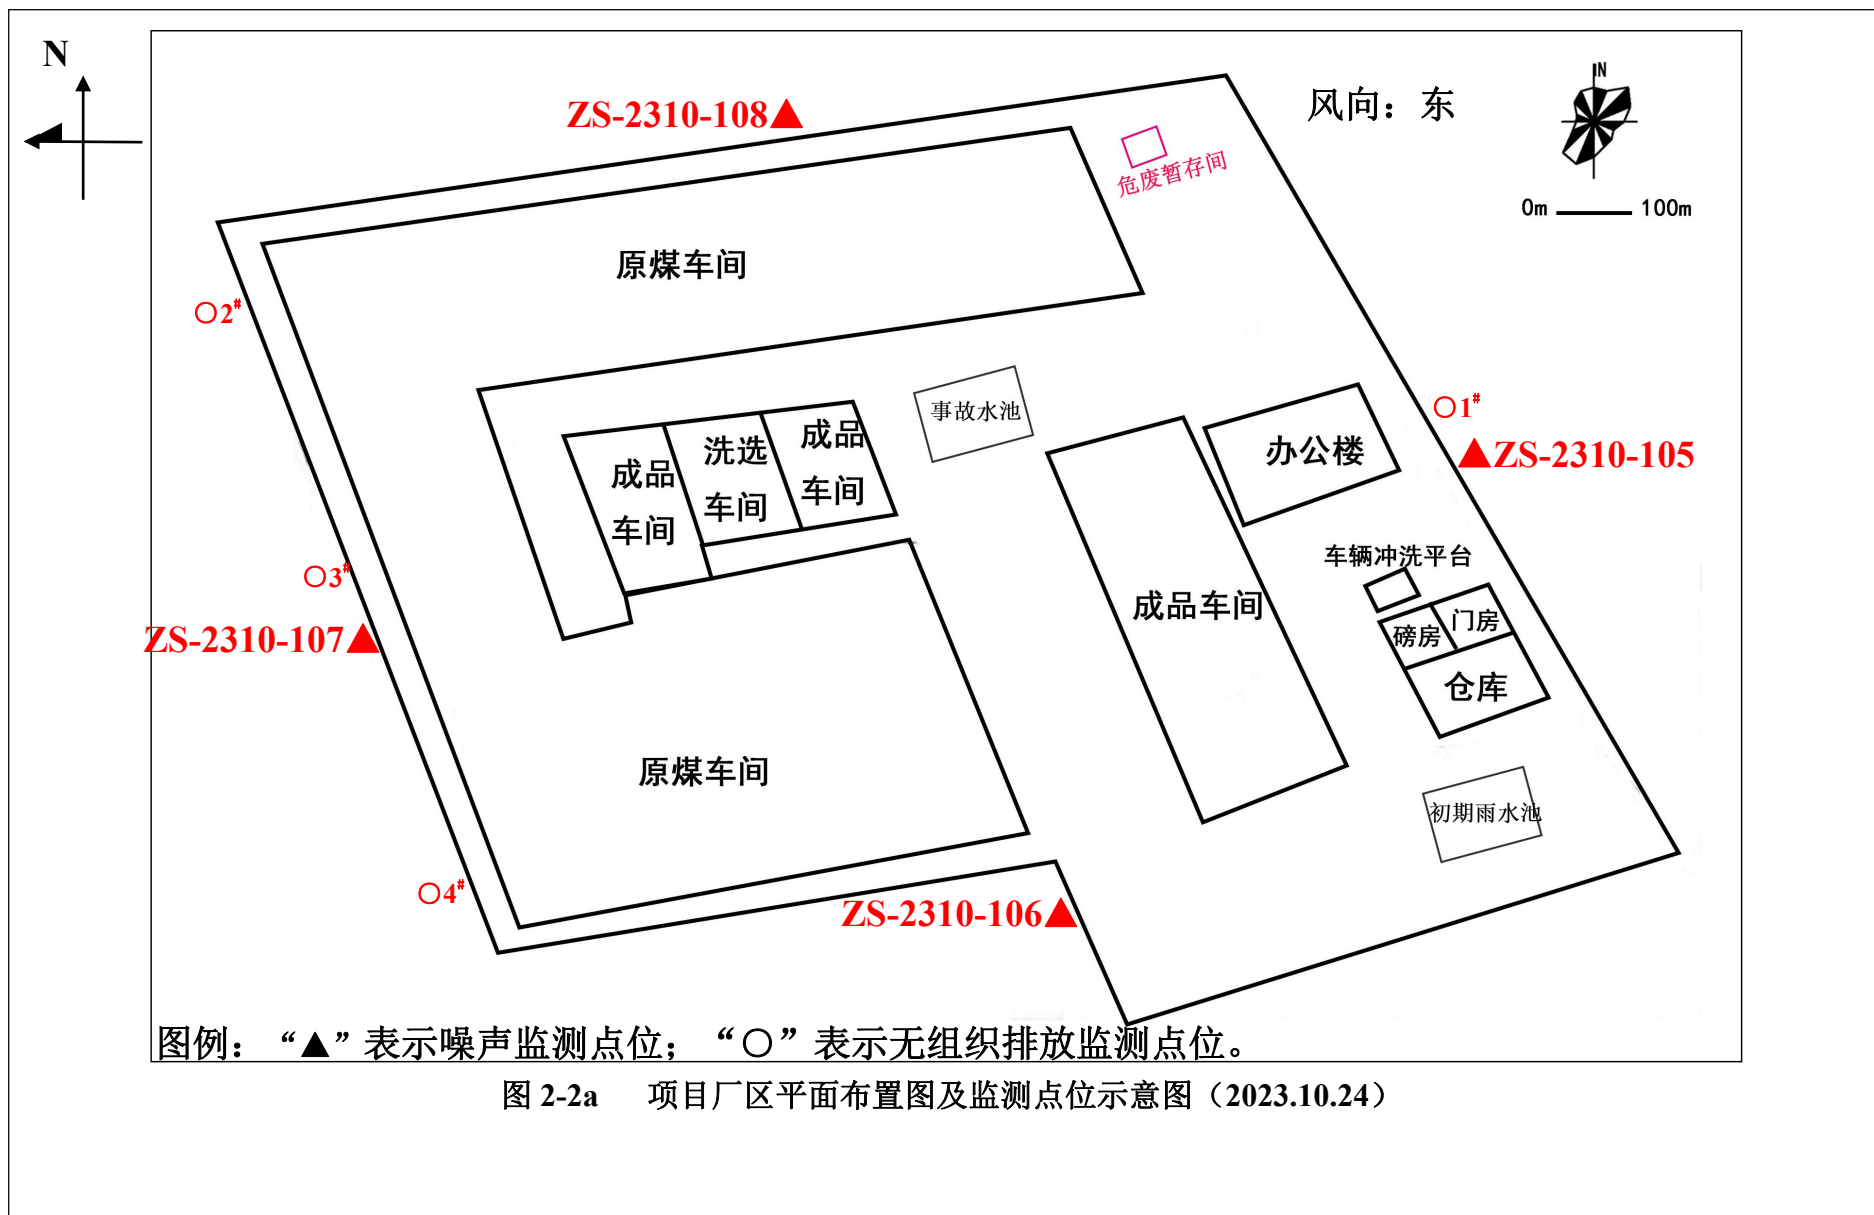 N
ZS-2310-108▲
风向：东
N
危废暂存间
0m 100m
原煤车间
○2#
○1#
事故水池
▲ZS-2310-105
办公楼
成品
车间
洗选
车间
成品
车间
车辆冲洗平台
○3#
成品车间
门房
磅房
ZS-2310-107▲
仓库
原煤车间
初期雨水池
○4#
ZS-2310-106▲
图例：“▲”表示噪声监测点位；“○”表示无组织排放监测点位。
图 2-2a 项目厂区平面布置图及监测点位示意图（2023.10.24）